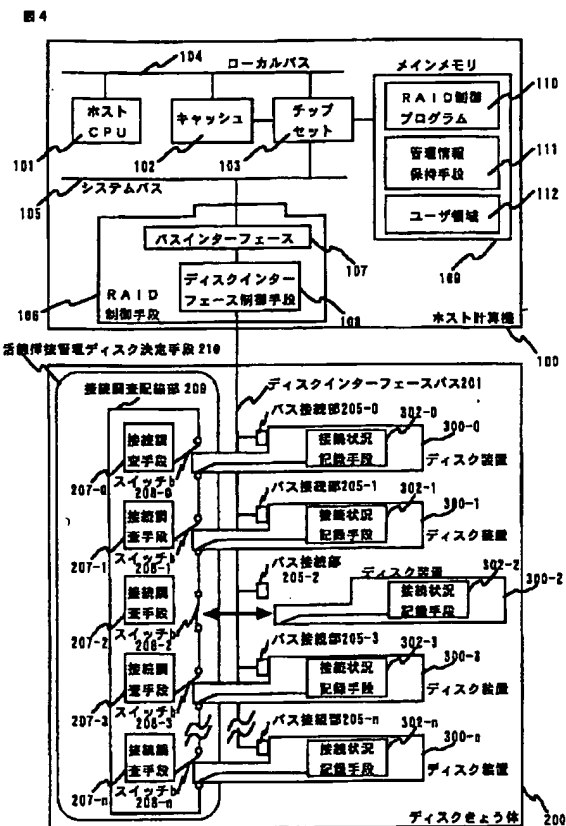 図4
104
ローカルバス
メインメモリ
110
ホスト
CPU
キャッシュ
チップ
セット
RAID制御
プログラム
101
102
103
管理情報
保持手段
111
システムバス
105
ユーザ領域
112
バスインターフェース
107
109
ディスクインター
フェース制御手段
106
RAID
制御手段
108
ホスト計算機
100
活線挿抜管理ディスク決定手段210
接続調査配線部209
ディスクインターフェースバス201
バス接続部205-0
302-0
300-0
接続調
査手段
接続状況
記録手段
ディスク装置
207-0
スイッチb
208-0
バス接続部205-1
302-1
300-1
接続調
査手段
接続状況
記録手段
ディスク装置
207-1
スイッチb
208-1
バス接続部
205-2
ディスク装置
302-2
300-2
接続調
査手段
接続状況
記録手段
207-2
スイッチb
208-2
バス接続部205-3
302-3
300-3
接続調
査手段
接続状況
記録手段
ディスク装置
207-3
スイッチb
208-3
バス接続部205-n
302-n
300-n
接続調
査手段
接続状況
記録手段
ディスク装置
207-n
スイッチb
208-n
ディスクきょう体
200